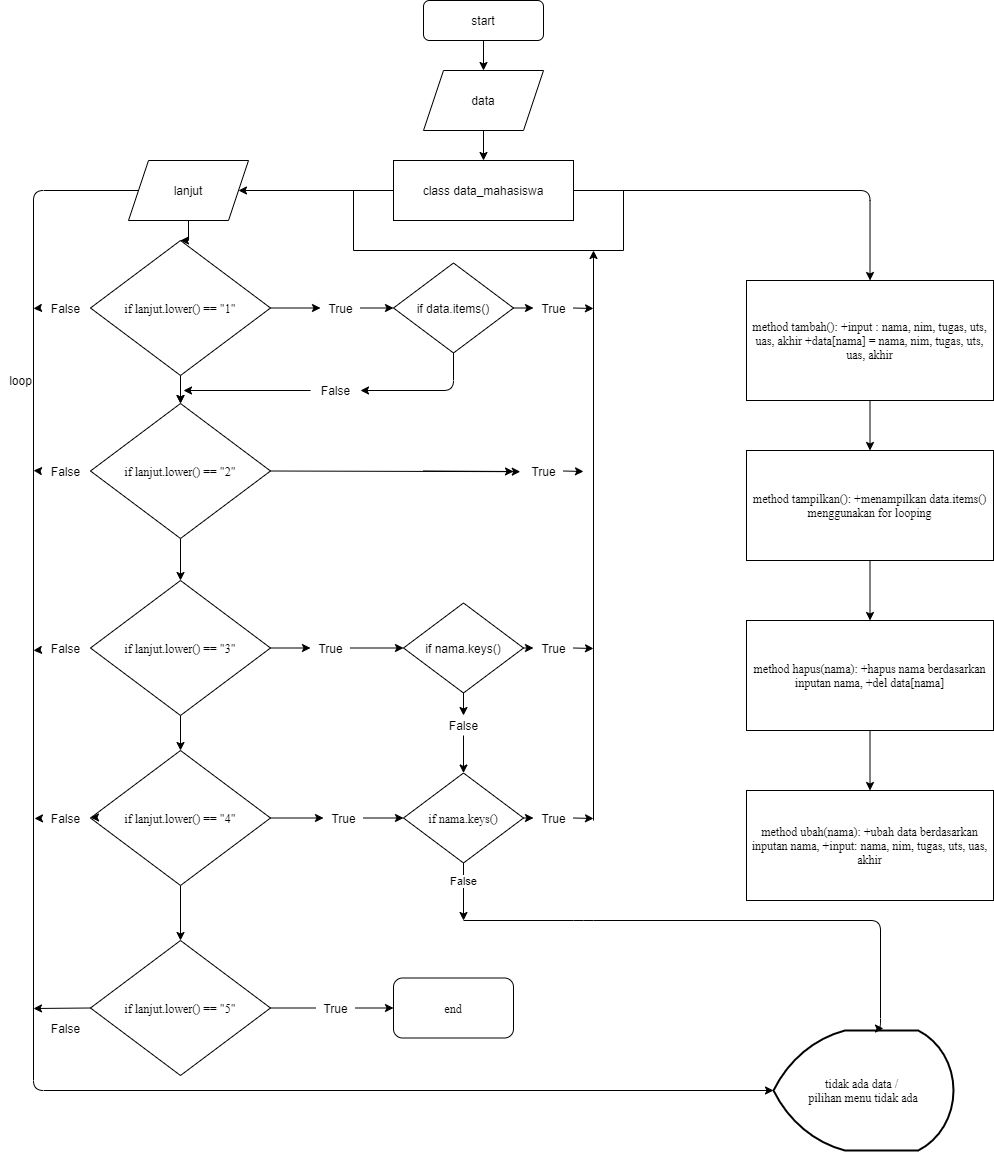 start
data
lanjut
class data_mahasiswa
if lanjut.lower() == "1"
False
True
if data.items()
True
False
loop
if lanjut.lower() == "2"
False
True
if lanjut.lower() == "3"
False
True
if nama.keys()
True
False
if lanjut.lower() == "4"
False
True
if nama.keys()
True
False
if lanjut.lower() == "5"
False
True
end
method tambah(): +input : nama, nim, tugas, uts,
uas, akhir +data[nama] = nama, nim, tugas, uts,
uas, akhir
method tampilkan(): +menampilkan data.items()
menggunakan for looping
method hapus(nama): +hapus nama berdasarkan
inputan nama, +del data[nama]
method ubah(nama): +ubah data berdasarkan
inputan nama, +input: nama, nim, tugas, uts, uas,
akhir
tidak ada data /
pilihan menu tidak ada